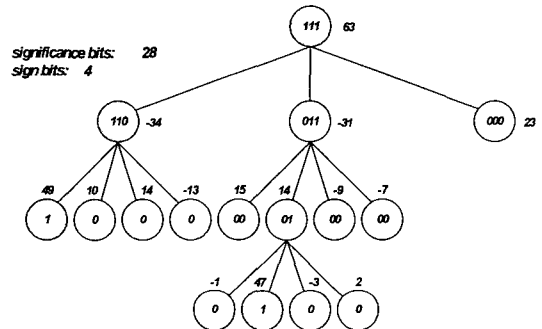 111 63
significance bits: 28
sign bits: 4
110 -34 011 -31 000 23
49 10 14 -13 15 14 -9 -7
1 0 0 0 00 01 00 00
-1 47 -3 2
0 1 0 0